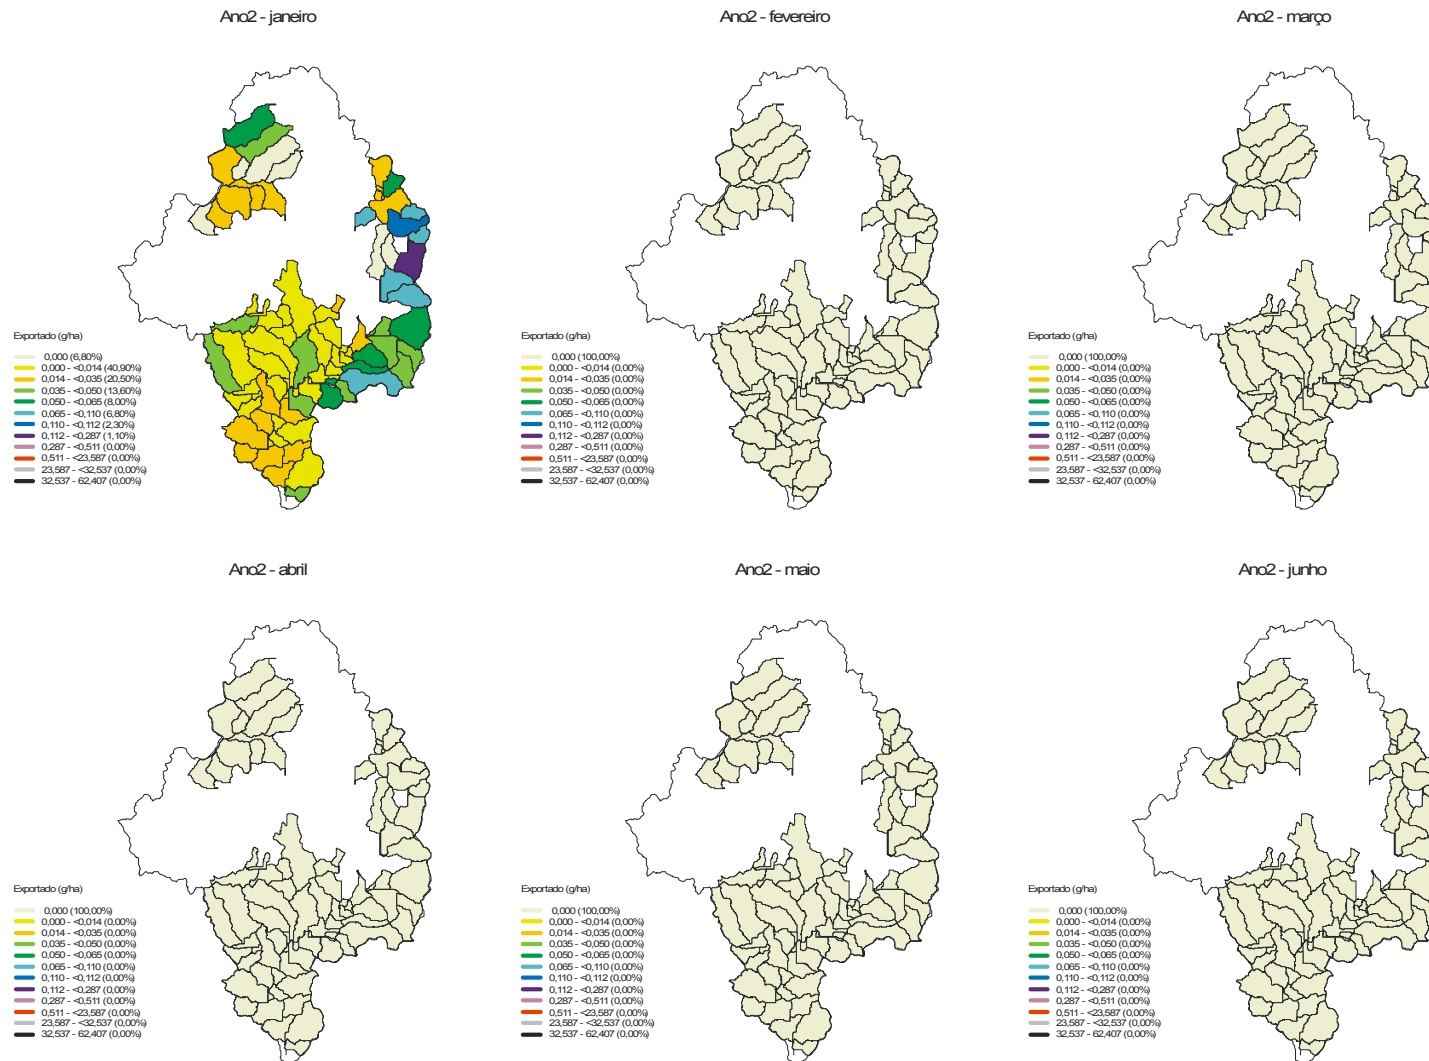 Ano2 - janeiro
Ano2 - fevereiro
Ano2 - março
Exportado (g/ha)
0,000 (6,80%)
0,000 - <0,014 (40,90%)
0,014 - <0,035 (20,50%)
0,035 - <0,050 (13,60%)
0,050 - <0,065 (8,00%)
0,065 - <0,110 (6,80%)
0,110 - <0,112 (2,30%)
0,112 - <0,287 (1,10%)
0,287 - <0,511 (0,00%)
0,511 - <23,587 (0,00%)
23,587 - <32,537 (0,00%)
32,537 - 62,407 (0,00%)
Exportado (g/ha)
0,000 (100,00%)
0,000 - <0,014 (0,00%)
0,014 - <0,035 (0,00%)
0,035 - <0,050 (0,00%)
0,050 - <0,065 (0,00%)
0,065 - <0,110 (0,00%)
0,110 - <0,112 (0,00%)
0,112 - <0,287 (0,00%)
0,287 - <0,511 (0,00%)
0,511 - <23,587 (0,00%)
23,587 - <32,537 (0,00%)
32,537 - 62,407 (0,00%)
Exportado (g/ha)
0,000 (100,00%)
0,000 - <0,014 (0,00%)
0,014 - <0,035 (0,00%)
0,035 - <0,050 (0,00%)
0,050 - <0,065 (0,00%)
0,065 - <0,110 (0,00%)
0,110 - <0,112 (0,00%)
0,112 - <0,287 (0,00%)
0,287 - <0,511 (0,00%)
0,511 - <23,587 (0,00%)
23,587 - <32,537 (0,00%)
32,537 - 62,407 (0,00%)
Ano2 - abril
Ano2 - maio
Ano2 - junho
Exportado (g/ha)
0,000 (100,00%)
0,000 - <0,014 (0,00%)
0,014 - <0,035 (0,00%)
0,035 - <0,050 (0,00%)
0,050 - <0,065 (0,00%)
0,065 - <0,110 (0,00%)
0,110 - <0,112 (0,00%)
0,112 - <0,287 (0,00%)
0,287 - <0,511 (0,00%)
0,511 - <23,587 (0,00%)
23,587 - <32,537 (0,00%)
32,537 - 62,407 (0,00%)
Exportado (g/ha)
0,000 (100,00%)
0,000 - <0,014 (0,00%)
0,014 - <0,035 (0,00%)
0,035 - <0,050 (0,00%)
0,050 - <0,065 (0,00%)
0,065 - <0,110 (0,00%)
0,110 - <0,112 (0,00%)
0,112 - <0,287 (0,00%)
0,287 - <0,511 (0,00%)
0,511 - <23,587 (0,00%)
23,587 - <32,537 (0,00%)
32,537 - 62,407 (0,00%)
Exportado (g/ha)
0,000 (100,00%)
0,000 - <0,014 (0,00%)
0,014 - <0,035 (0,00%)
0,035 - <0,050 (0,00%)
0,050 - <0,065 (0,00%)
0,065 - <0,110 (0,00%)
0,110 - <0,112 (0,00%)
0,112 - <0,287 (0,00%)
0,287 - <0,511 (0,00%)
0,511 - <23,587 (0,00%)
23,587 - <32,537 (0,00%)
32,537 - 62,407 (0,00%)